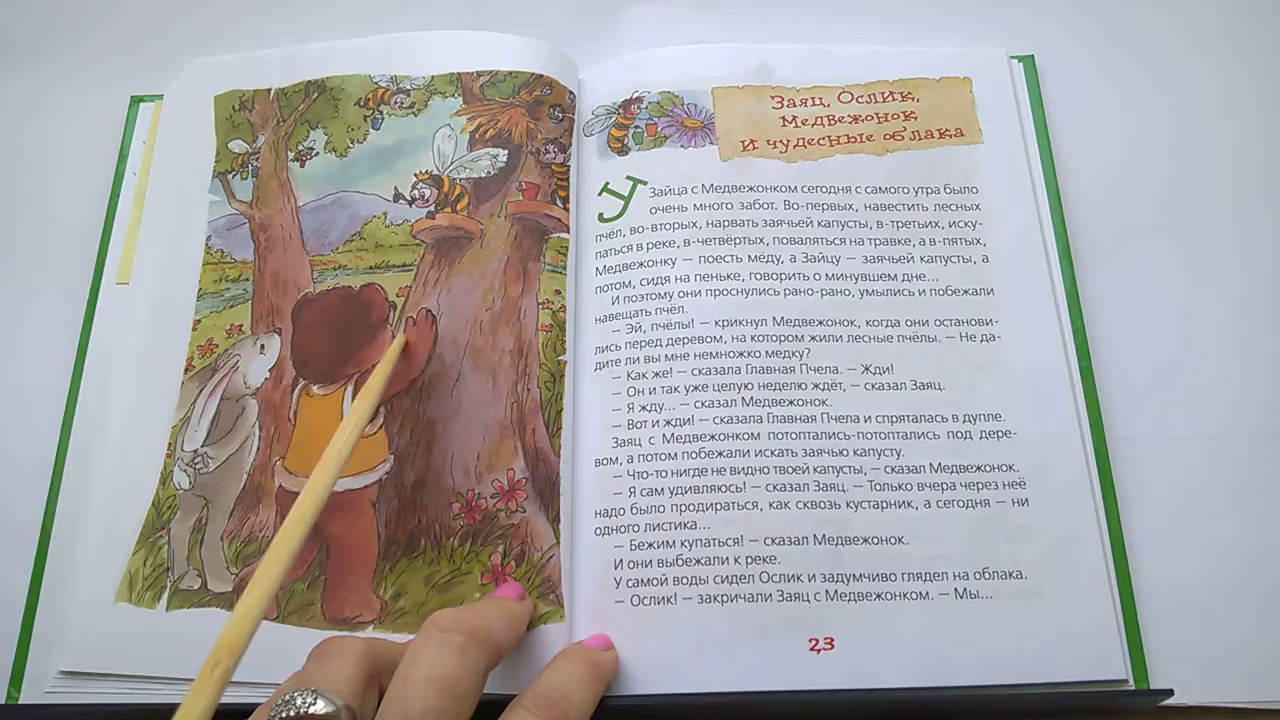 Заяц, Ослик,
Медвежонок
и чудесные облака
У Зайца с Медвежонком сегодня с самого утра было
очень много забот. Во-первых, навестить лесных
пчёл, во-вторых, нарвать заячьей капусты, в-третьих, иску-
паться в реке, в-четвёртых, поваляться на травке, а в-пятых,
Медвежонку — поесть мёду, а Зайцу — заячьей капусты, а
потом, сидя на пеньке, говорить о минувшем дне...
И поэтому они проснулись рано-рано, умылись и побежали
навещать пчёл.
— Эй, пчёлы! — крикнул Медвежонок, когда они останови-
лись перед деревом, на котором жили лесные пчёлы. — Не да-
дите ли вы мне немножко медку?
— Как же! — сказала Главная Пчела. — Жди!
— Он и так уже целую неделю ждёт, — сказал Заяц.
— Я жду... — сказал Медвежонок.
— Вот и жди! — сказала Главная Пчела и спряталась в дупле.
Заяц с Медвежонком потоптались-потоптались под дере-
вом, а потом побежали искать заячью капусту.
— Что-то нигде не видно твоей капусты, — сказал Медвежонок.
— Я сам удивляюсь! — сказал Заяц. — Только вчера через неё
надо было продираться, как сквозь кустарник, а сегодня — ни
одного листика...
— Бежим купаться! — сказал Медвежонок.
И они выбежали к реке.
У самой воды сидел Ослик и задумчиво глядел на облака.
— Ослик! — закричали Заяц с Медвежонком. — Мы...
23